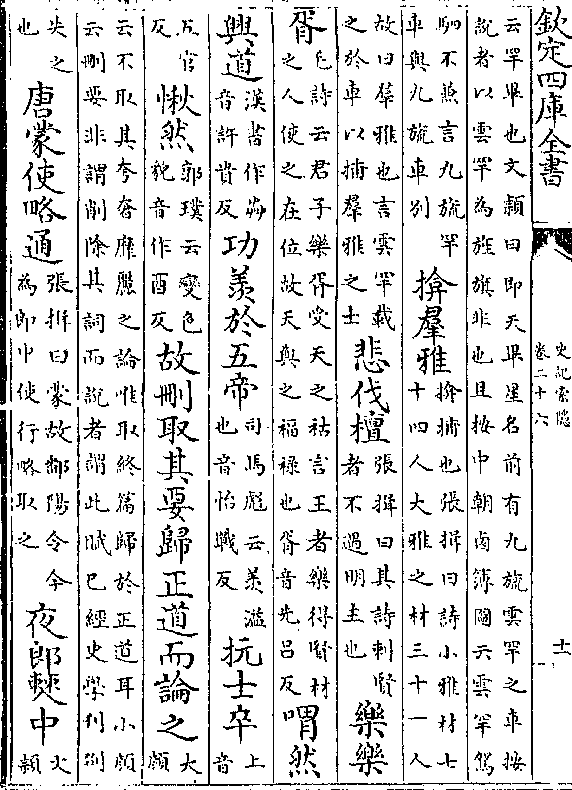 欽定四庫全書
史記索隱
卷二十六
十一
云罕畢也文穎曰即天畢星名前有九旒雲罕之車按
說者以雲罕為旌旗非也且按中朝鹵簿圖云雲罕駕
駟不兼言九旒罕
車與九旒車别
揜羣雅
揜捕也張揖曰詩小雅材七
十四人大雅之材三十一人
故曰羣雅也言雲罕載
之於車以捕羣雅之士
悲伐檀
張揖曰其詩刺賢
者不遇明主也
樂樂
胥
毛詩云君子樂胥受天之祜言王者樂得賢材
之人使之在位故天與之福祿也胥音先吕反
喟然
興道
漢書作芔
音許貴反
功羡於五帝
司馬彪云羡溢
也音怡戰反
抏士卒
上
音
五官
反
愀然
郭璞云變色
貌音作酉反
故刪取其要歸正道而論之
大
顔
云不取其夸奢靡麗之論惟取終篇歸於正道耳小顔
云刪要非謂削除其詞而說者謂此賦已經史學刋剟
失之
也
唐蒙使略通
張揖曰蒙故鄱陽令今
為郎中使行略取之
夜郎僰中
文
穎